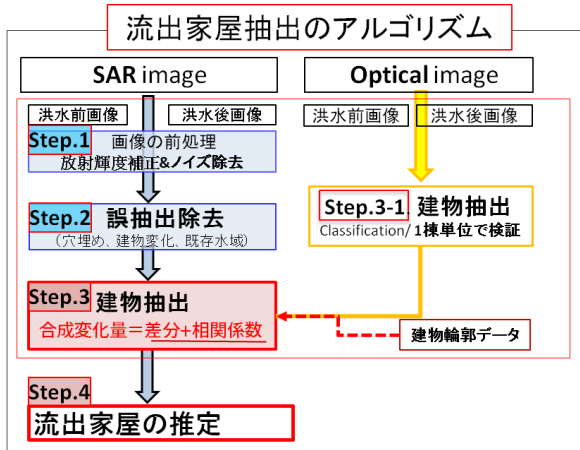 流出家屋抽出のアルゴリズム
SAR image
Optical image
洪水前画像
洪水後画像
洪水前画像
洪水後画像
Step.1
画像の前処理
放射輝度補正&ノイズ除去
Step.2
誤抽出除去
(穴埋め、建物変化、既存水域)
Step.3-1.
建物抽出
Classification/ 1棟単位で検証
Step.3
建物抽出
合成変化量＝差分+相関係数
建物輪郭データ
Step.4
流出家屋の推定